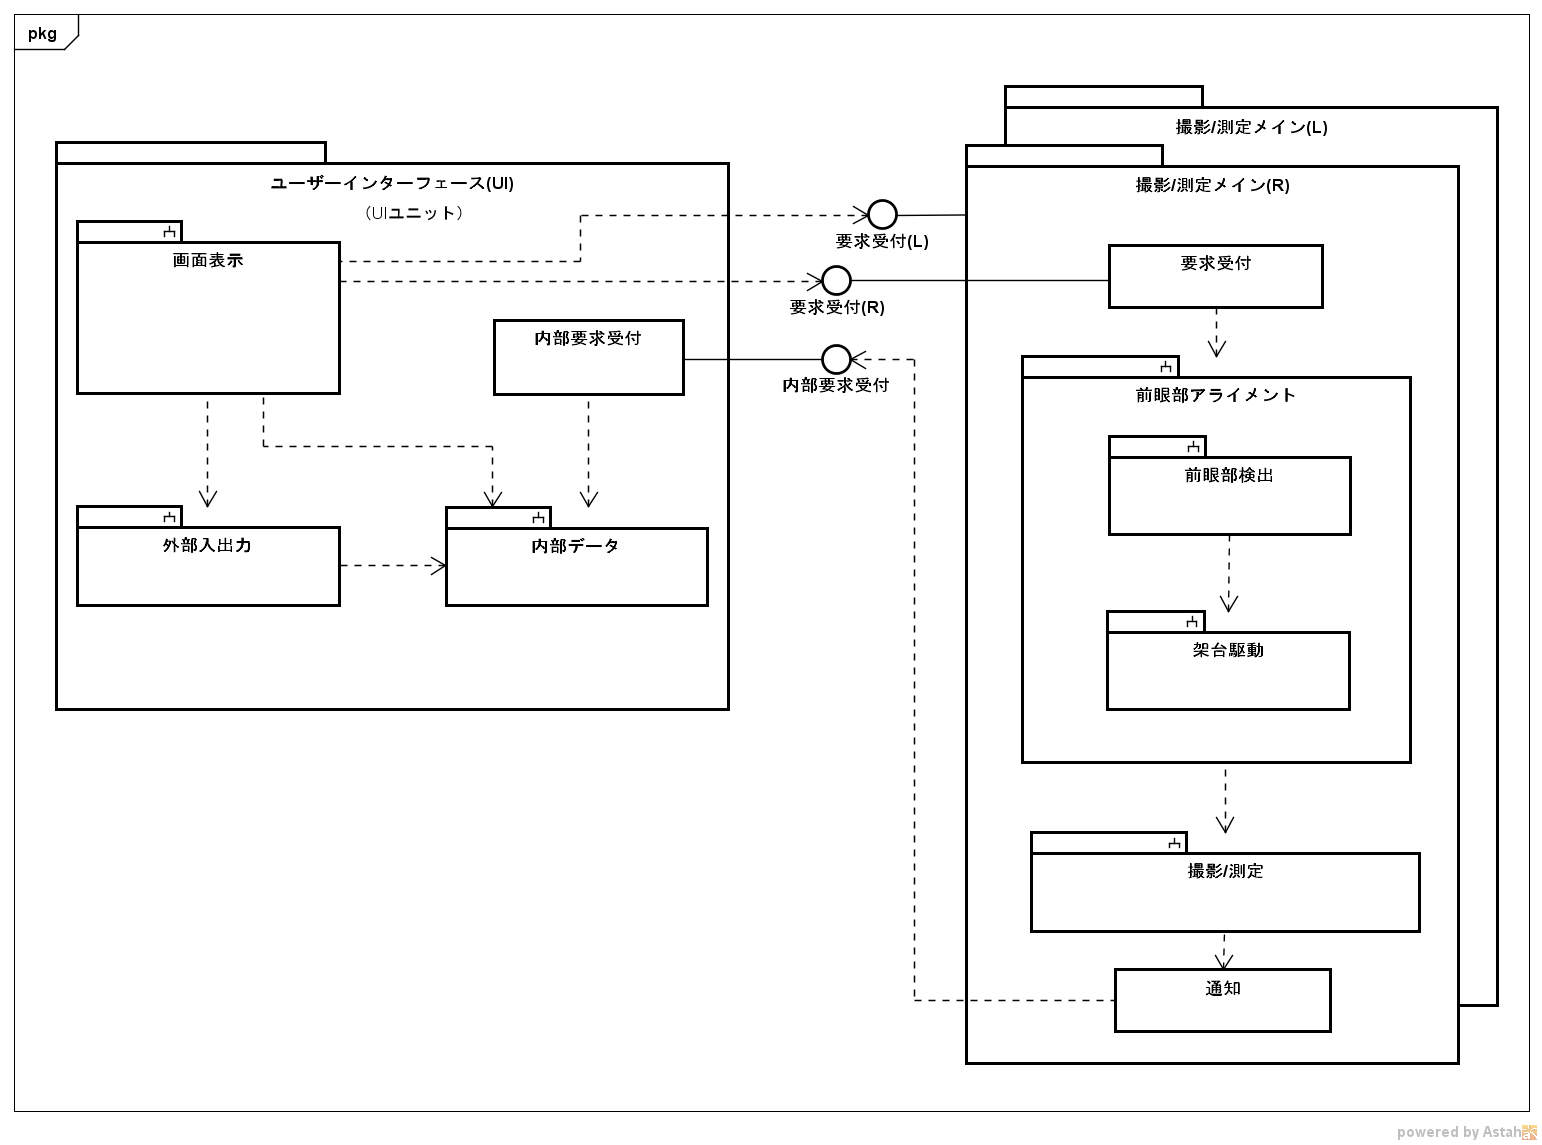 pkg
撮影/測定メイン(L)
ユーザーインターフェース(UI)
（UIユニット）
撮影/測定メイン(R)
画面表示
要求受付(L)
要求受付
要求受付(R)
内部要求受付
内部要求受付
前眼部アライメント
前眼部検出
外部入出力
内部データ
架台駆動
撮影/測定
通知
powered by Astah